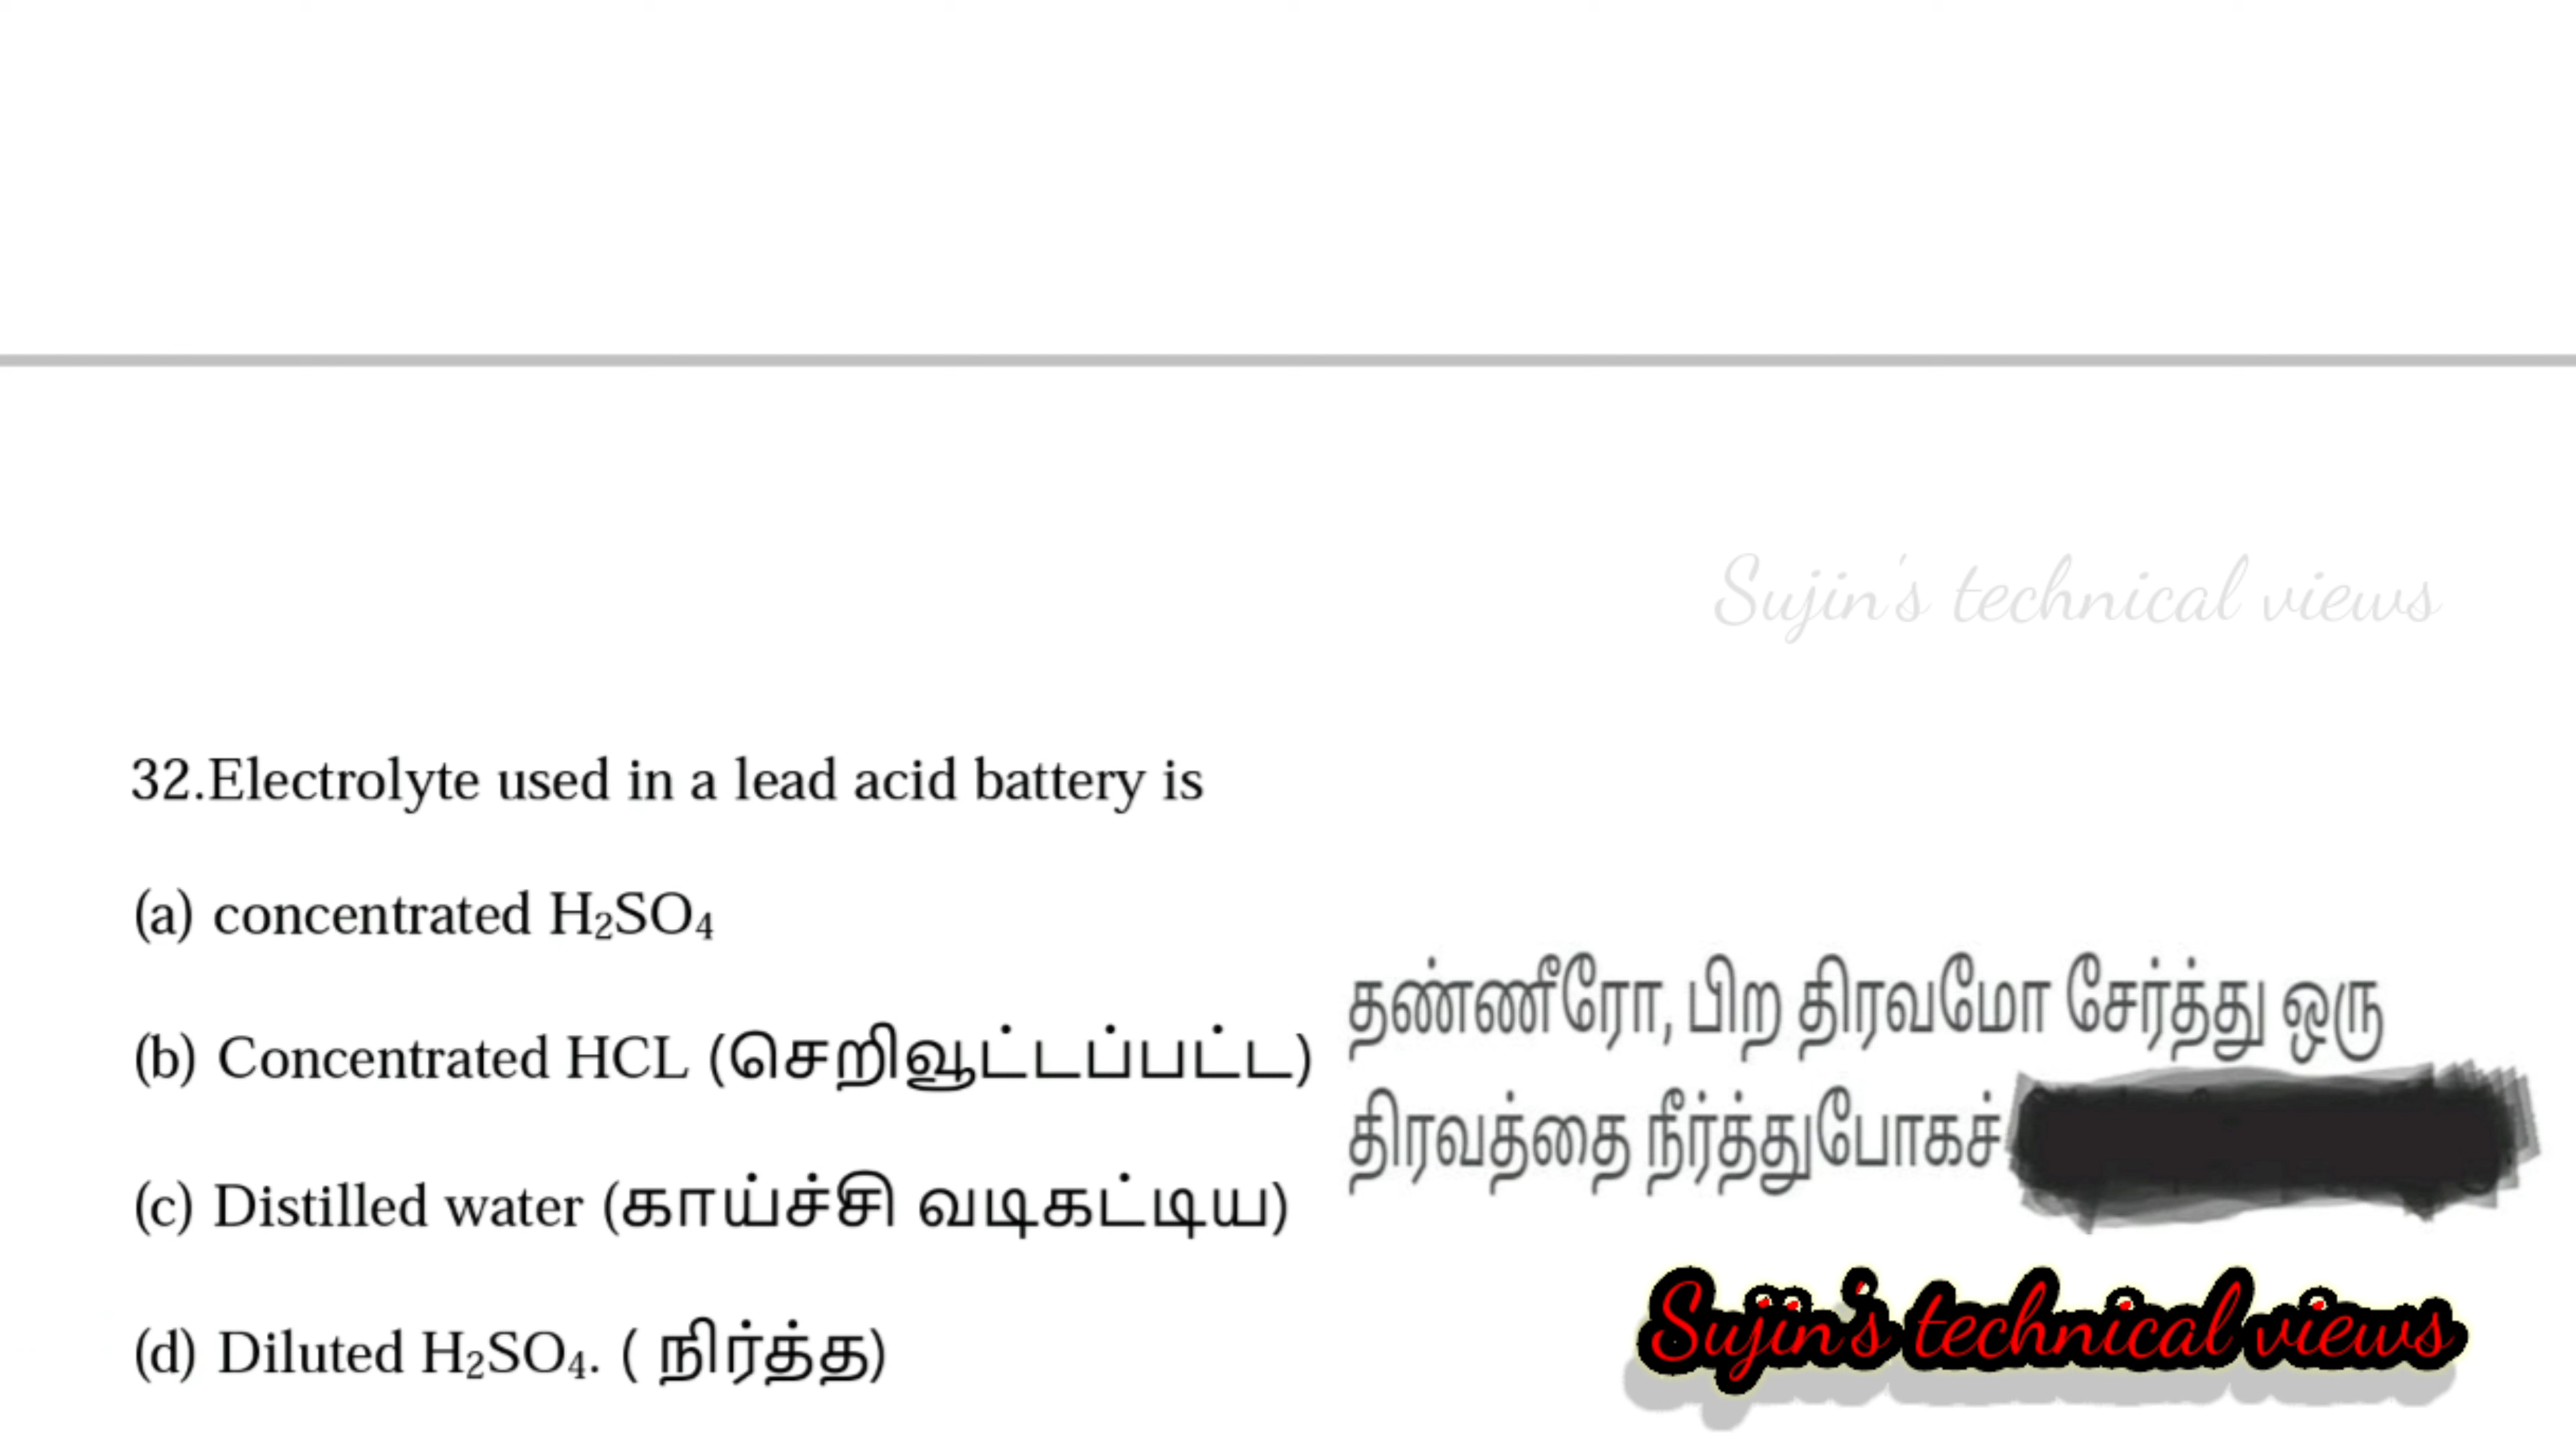 Sujin's technical views
32.Electrolyte used in a lead acid battery is
(a) concentrated H₂SO₄
தண்ணீரோ, பிற திரவமோ சேர்த்து ஒரு
(b) Concentrated HCL (செறிவூட்டப்பட்ட)
திரவத்தை நீர்த்துபோகச்
(c) Distilled water (காய்ச்சி வடிகட்டிய)
(d) Diluted H₂SO₄. ( நிர்த்த)
Sujin's technical views